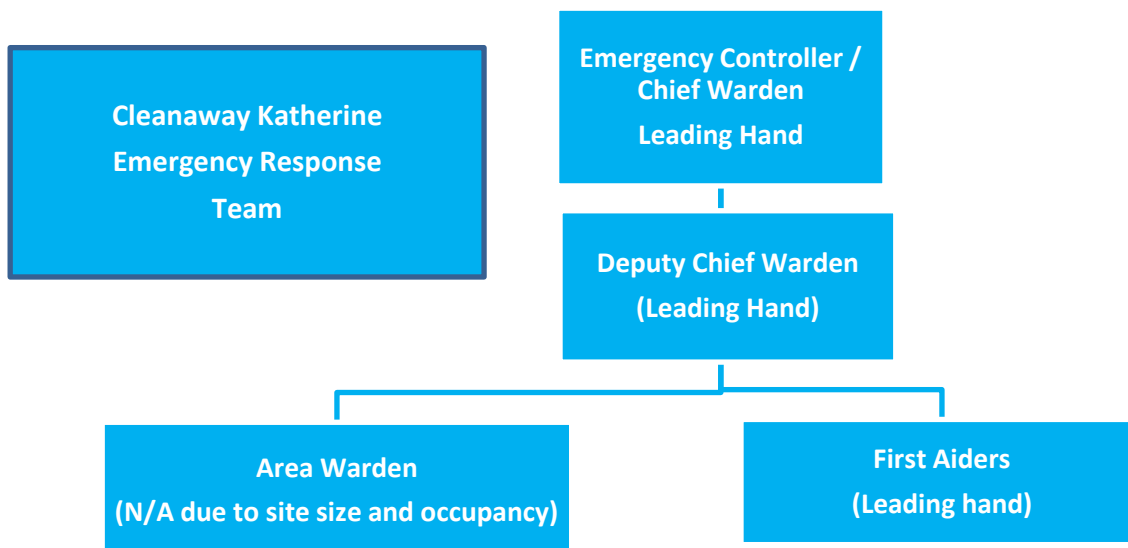 Cleanaway Katherine
Emergency Response
Team
Emergency Controller /
Chief Warden
Leading Hand
Deputy Chief Warden
(Leading Hand)
Area Warden
(N/A due to site size and occupancy)
First Aiders
(Leading hand)